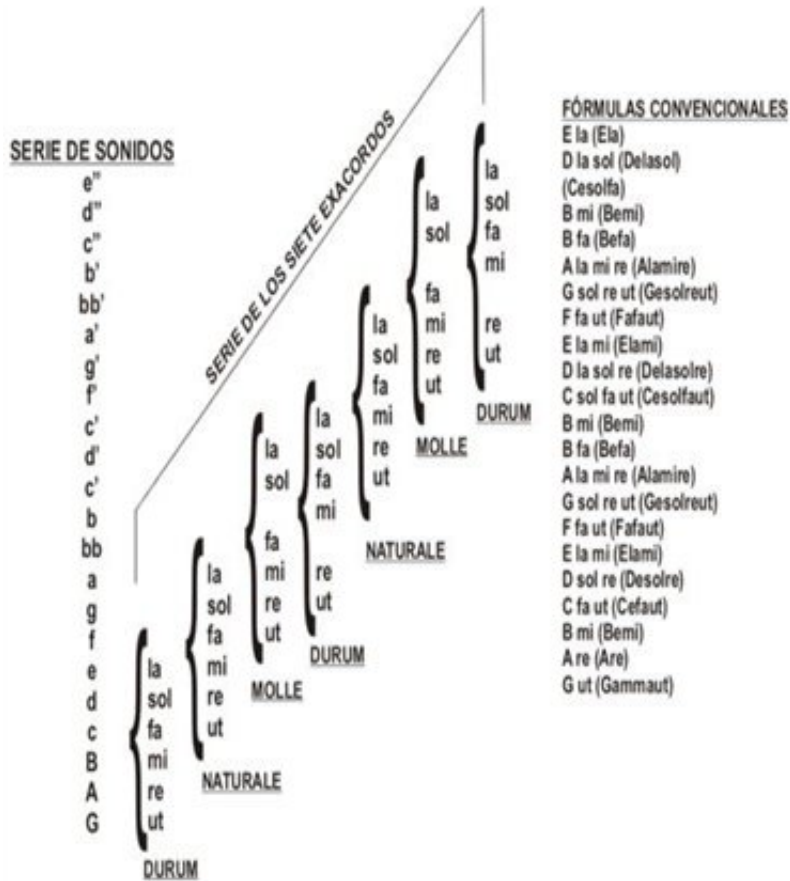 SERIE DE SONIDOS
e"
d"
c"
b'
bb'
a'
g'
f'
c'
d'
c'
b
bb
a
g
f
e
d
c
B
A
G
SERIE DE LOS SIETE EXACORDOS
la
sol
fa
mi
re
ut
DURUM
la
sol
fa
mi
re
ut
NATURALE
la
sol
fa
mi
re
ut
MOLLE
la
sol
fa
mi
re
ut
DURUM
la
sol
fa
mi
re
ut
NATURALE
la
sol
fa
mi
re
ut
MOLLE
la
sol
fa
mi
re
ut
DURUM
FÓRMULAS CONVENCIONALES
E la (Ela)
D la sol (Delasol)
(Cesolfa)
B mi (Bemi)
B fa (Befa)
A la mi re (Alamire)
G sol re ut (Gesolreut)
F fa ut (Fafaut)
E la mi (Elami)
D la sol re (Delasolre)
C sol fa ut (Cesolfaut)
B mi (Bemi)
B fa (Befa)
A la mi re (Alamire)
G sol re ut (Gesolreut)
F fa ut (Fafaut)
E la mi (Elami)
D sol re (Desolre)
C fa ut (Cefaut)
B mi (Bemi)
A re (Are)
G ut (Gammaut)